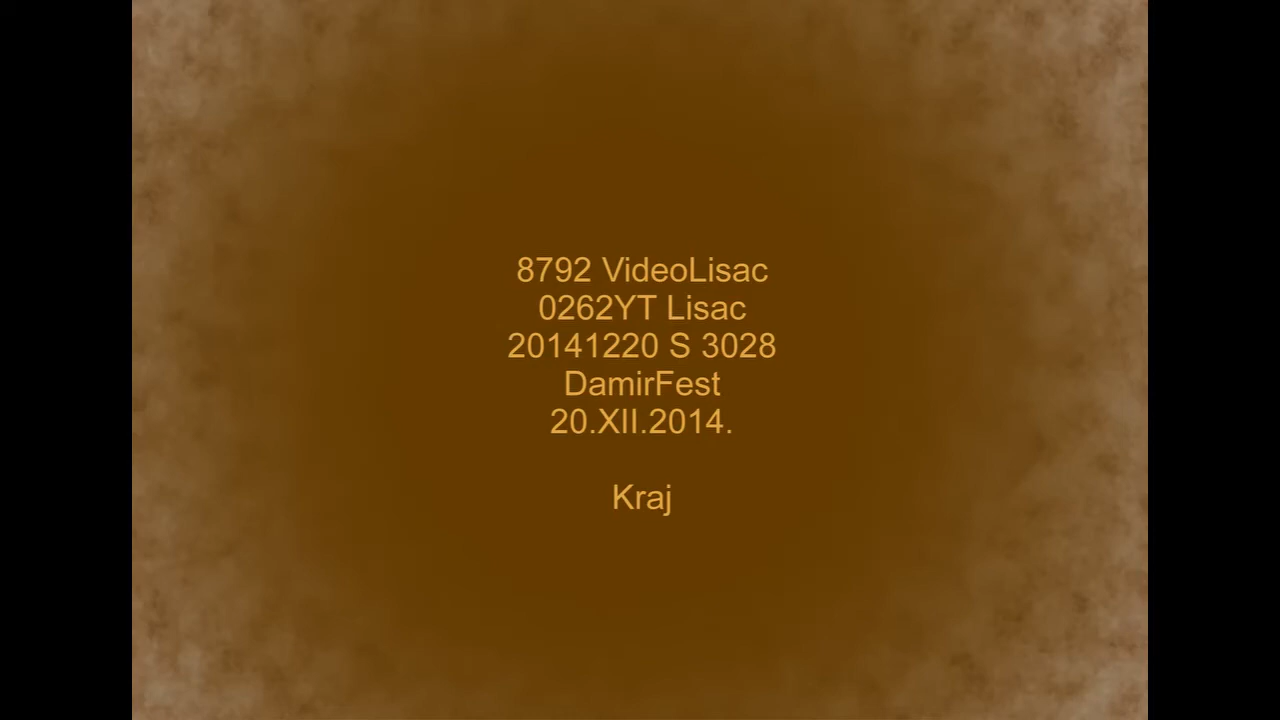 8792 VideoLisac
0262YT Lisac
20141220 S 3028
DamirFest
20.XII.2014.
Kraj